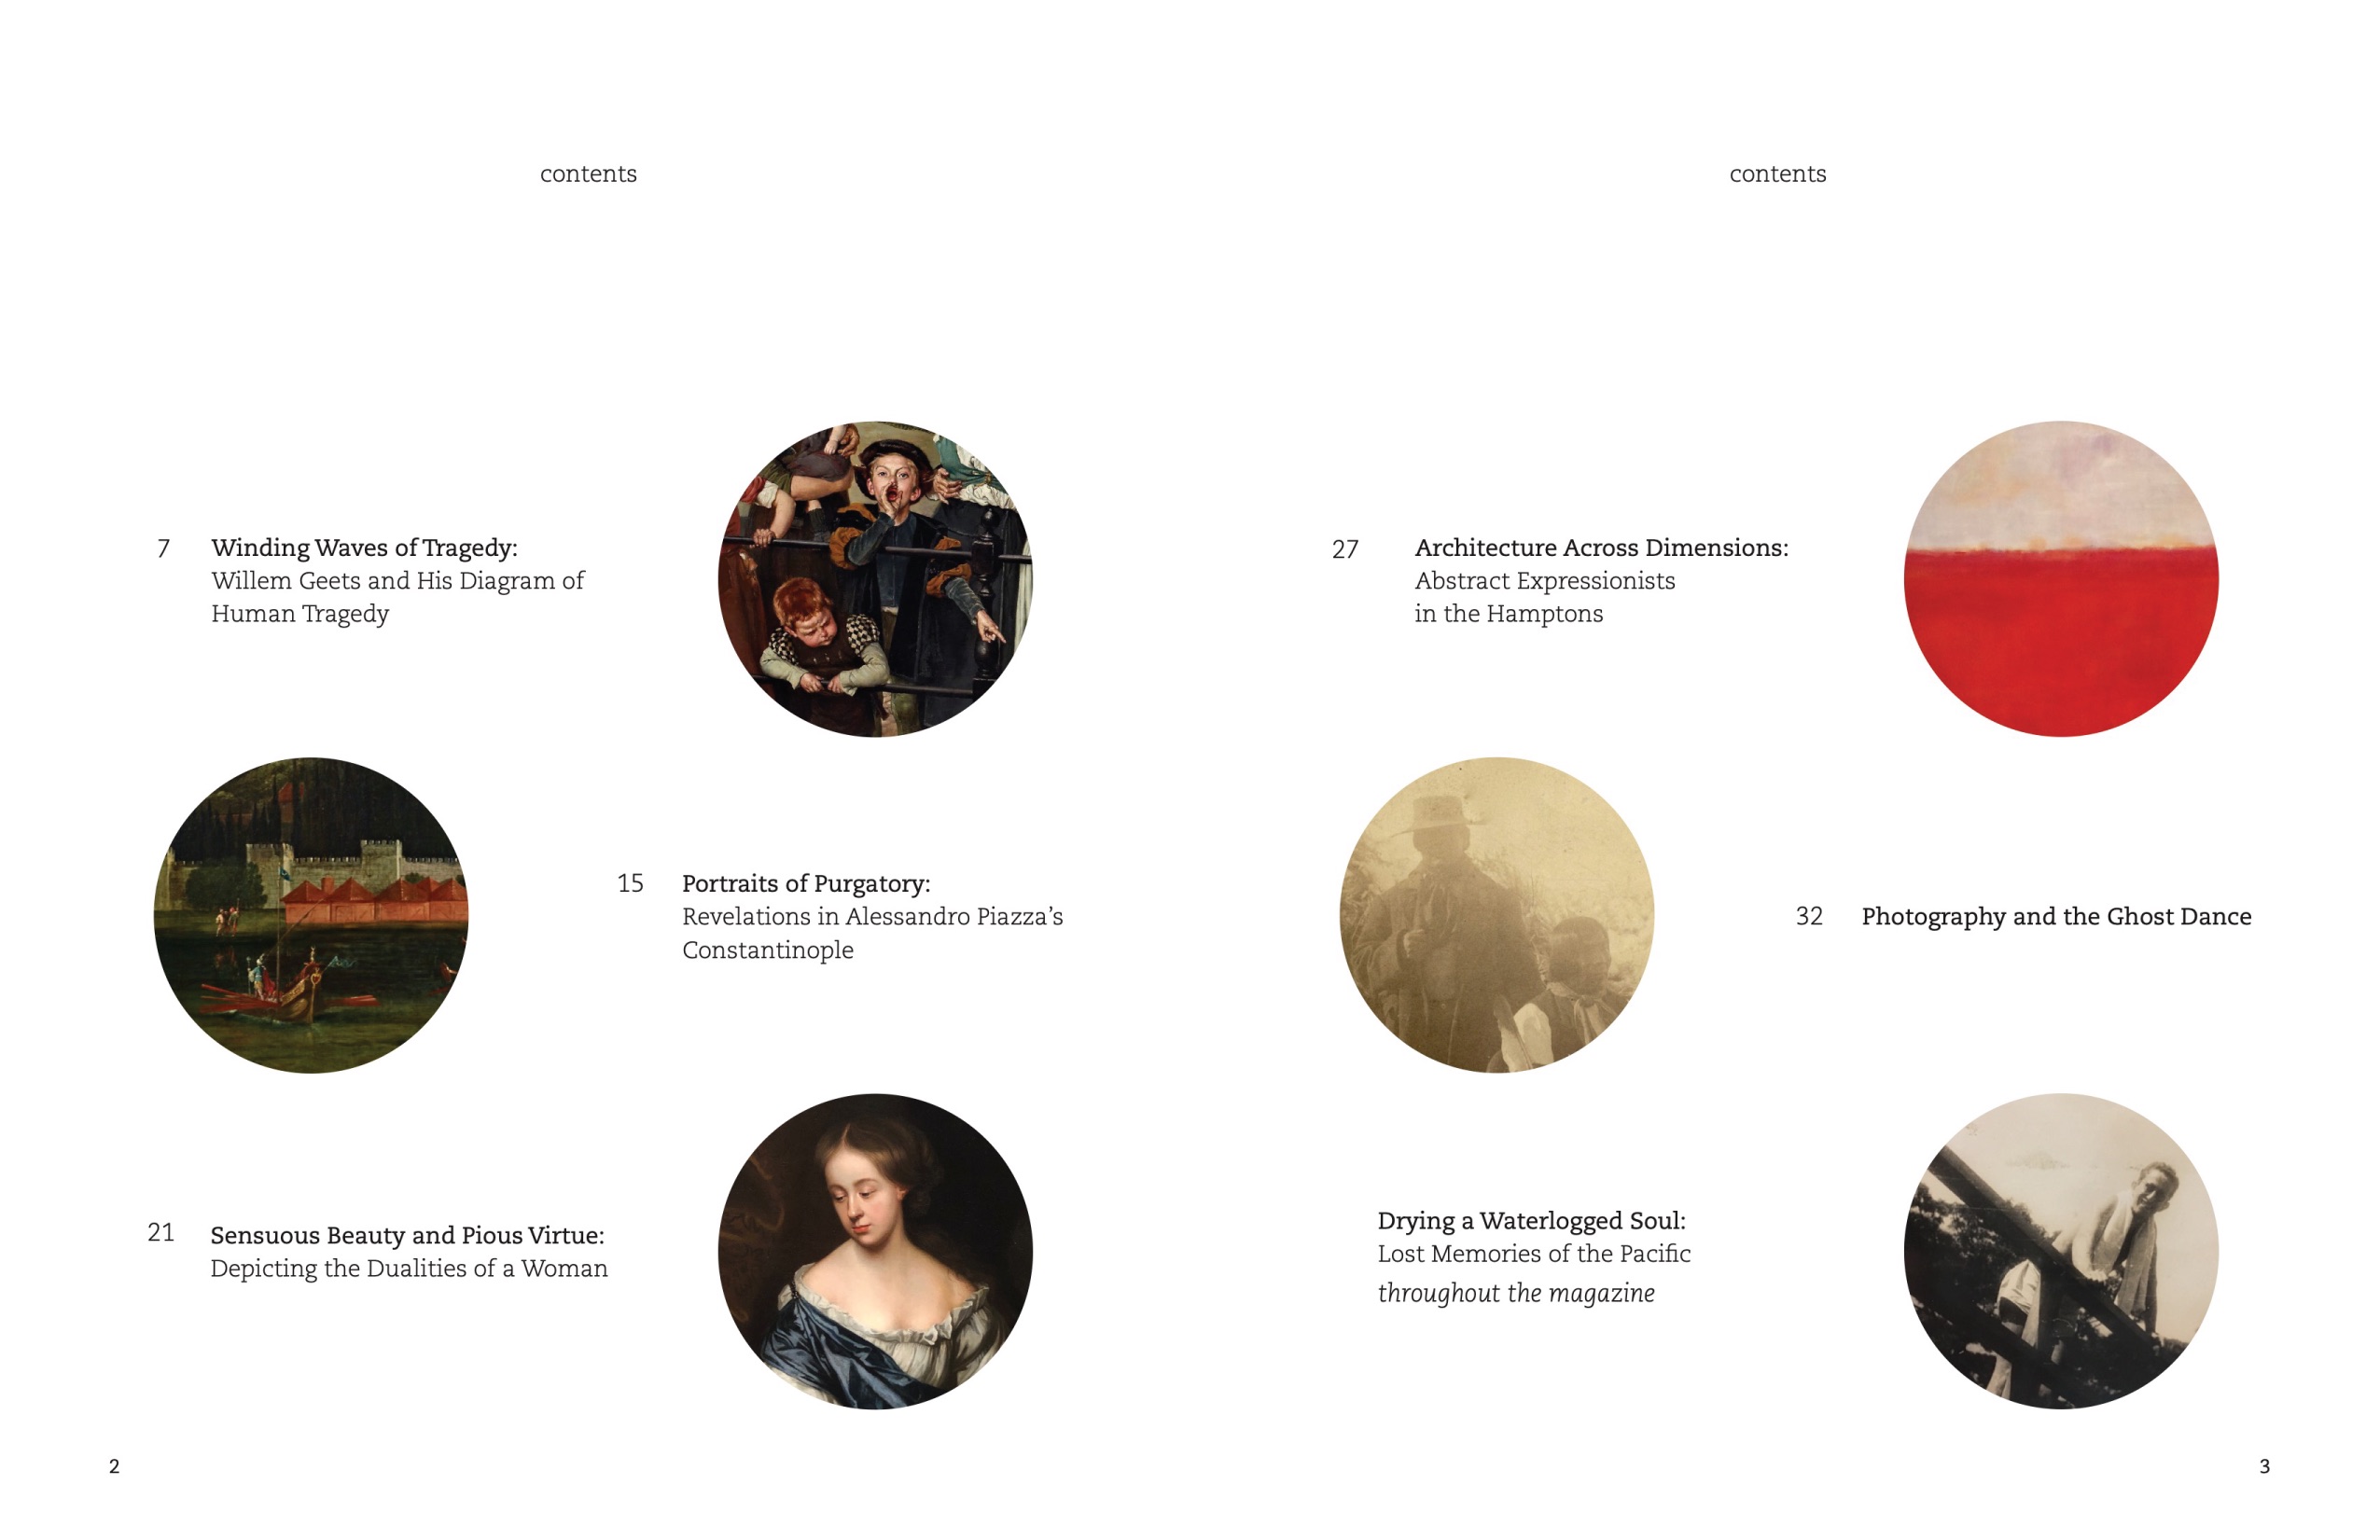 contents
7
Winding Waves of Tragedy:
Willem Geets and His Diagram of
Human Tragedy
15
Portraits of Purgatory:
Revelations in Alessandro Piazza’s
Constantinople
21
Sensuous Beauty and Pious Virtue:
Depicting the Dualities of a Woman
2
contents
27
Architecture Across Dimensions:
Abstract Expressionists
in the Hamptons
32
Photography and the Ghost Dance
Drying a Waterlogged Soul:
Lost Memories of the Pacific
throughout the magazine
3